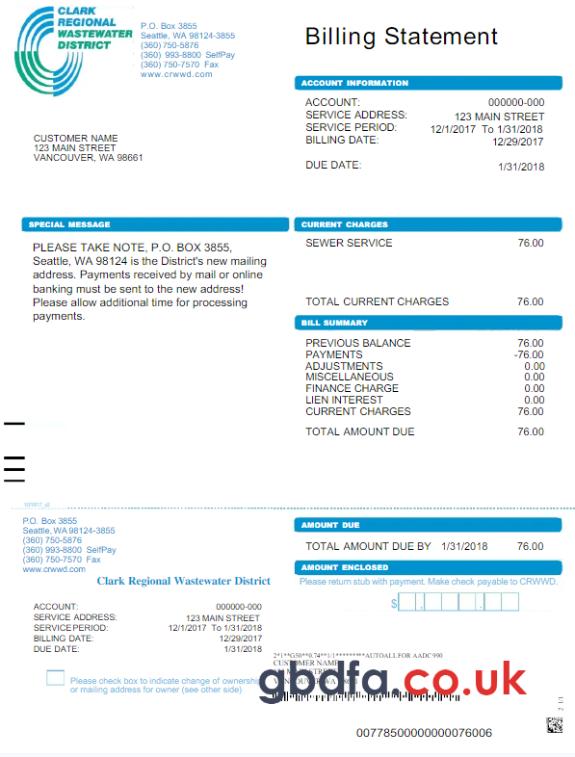 CLARK
REGIONAL
WASTEWATER
DISTRICT
P.O. Box 3855
Seattle, WA 98124-3855
(360) 750-5876
(360) 993-8800 SelfPay
(360) 750-7570 Fax
www.crwwd.com
Billing Statement
ACCOUNT INFORMATION
ACCOUNT: 000000-000
SERVICE ADDRESS: 123 MAIN STREET
SERVICE PERIOD: 12/1/2017 To 1/31/2018
BILLING DATE: 12/29/2017
DUE DATE: 1/31/2018
CUSTOMER NAME
123 MAIN STREET
VANCOUVER, WA 98661
SPECIAL MESSAGE
PLEASE TAKE NOTE, P.O. BOX 3855,
Seattle, WA 98124 is the District's new mailing
address. Payments received by mail or online
banking must be sent to the new address!
Please allow additional time for processing
payments.
CURRENT CHARGES
SEWER SERVICE 76.00
TOTAL CURRENT CHARGES 76.00
BILL SUMMARY
PREVIOUS BALANCE 76.00
PAYMENTS -76.00
ADJUSTMENTS 0.00
MISCELLANEOUS 0.00
FINANCE CHARGE 0.00
LIEN INTEREST 0.00
CURRENT CHARGES 76.00
TOTAL AMOUNT DUE 76.00
P.O. Box 3855
Seattle, WA 98124-3855
(360) 750-5876
(360) 993-8800 SelfPay
(360) 750-7570 Fax
www.crwwd.com
Clark Regional Wastewater District
ACCOUNT: 000000-000
SERVICE ADDRESS: 123 MAIN STREET
SERVICE PERIOD: 12/1/2017 To 1/31/2018
BILLING DATE: 12/29/2017
DUE DATE: 1/31/2018
Please check box to indicate change of ownership
or mailing address for owner (see other side)
AMOUNT DUE
TOTAL AMOUNT DUE BY 1/31/2018 76.00
AMOUNT ENCLOSED
Please return stub with payment. Make check payable to CRWWD.
$
2*1**G50**0.74**1/1*********AUTOALL FOR AADC 990
CUSTOMER NAME
gbdfa.co.uk
2 1/1
00778500000000076006